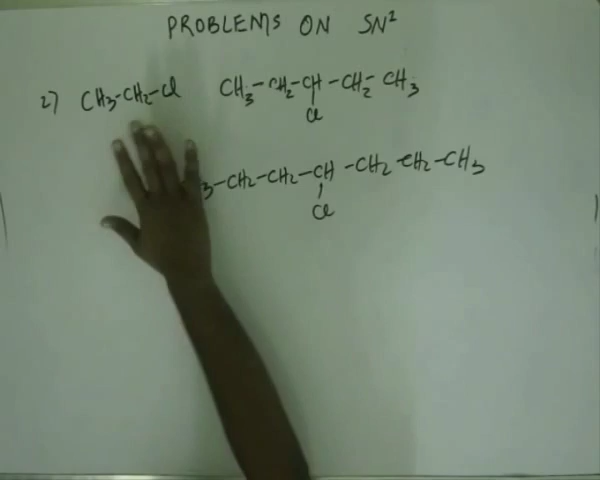 PROBLEMS ON SN²
2) CH₃-CH₂-Cl CH₃-CH₂-CH-CH₂-CH₃
Cl
3-CH₂-CH₂-CH-CH₂-CH₂-CH₃
Cl